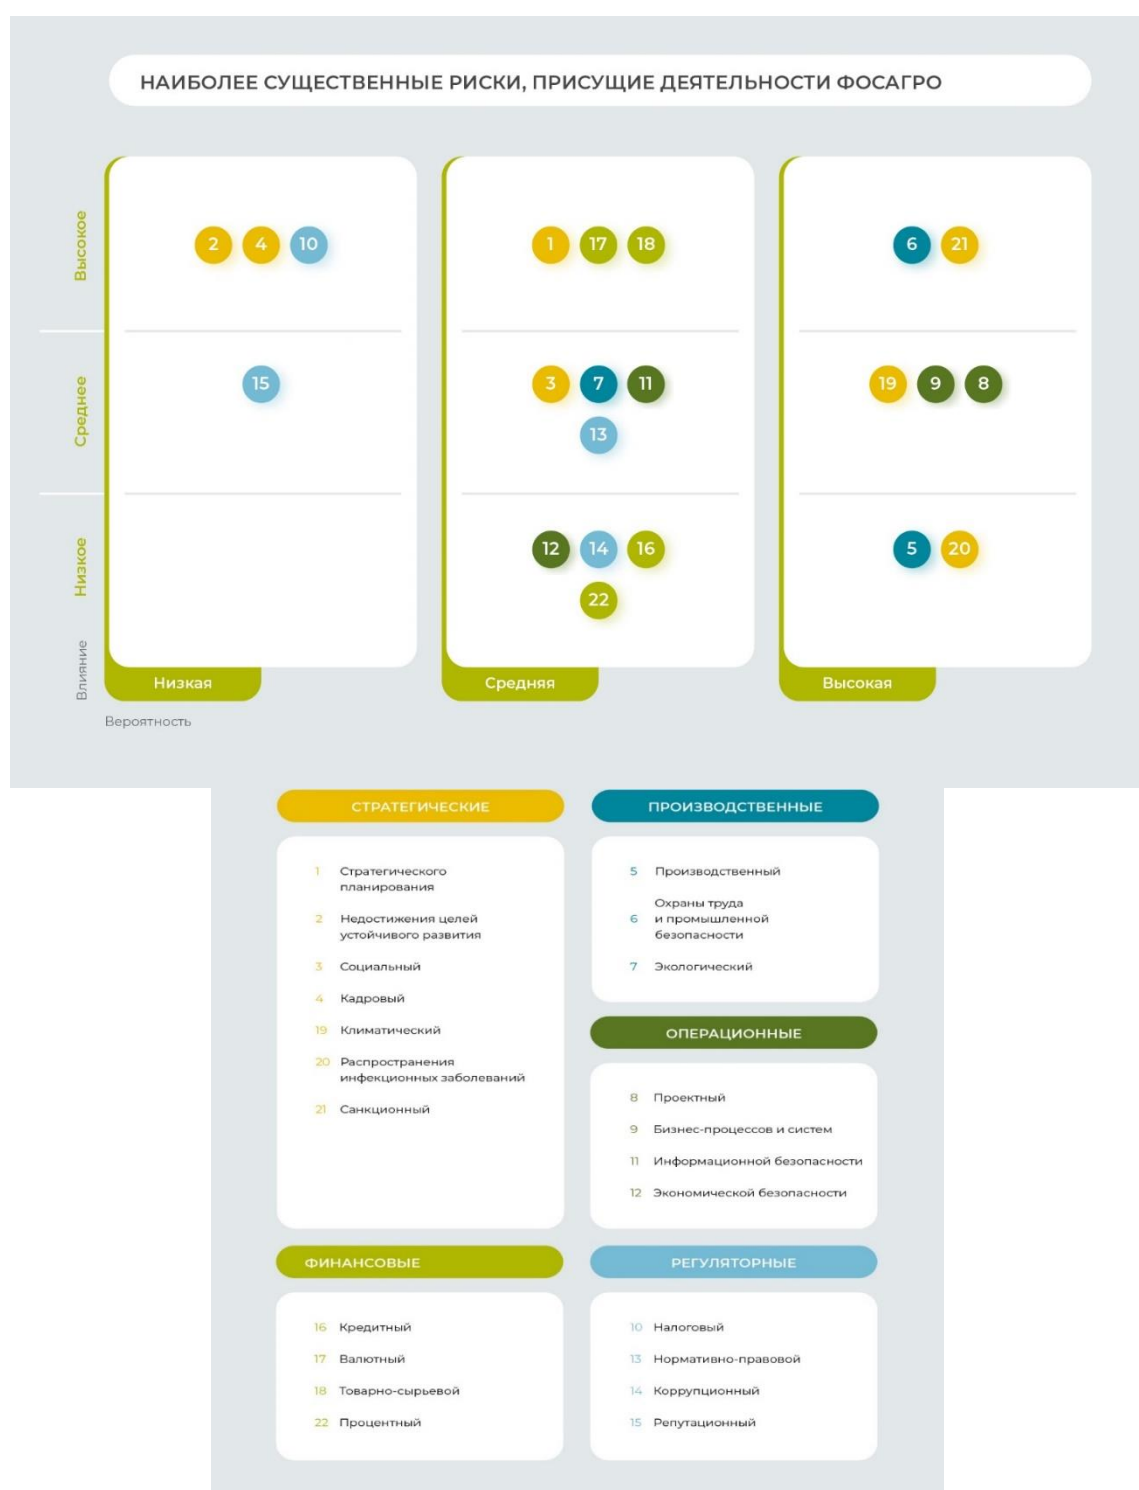 НАИБОЛЕЕ СУЩЕСТВЕННЫЕ РИСКИ, ПРИСУЩИЕ ДЕЯТЕЛЬНОСТИ ФОСАГРО
Высокое
2 4 10
1 17 18
6 21
Среднее
15
3 7 11
13
19 9 8
Низкое
12 14 16
22
5 20
Влияние
Низкая
Средняя
Высокая
Вероятность
СТРАТЕГИЧЕСКИЕ
1 Стратегического
планирования
2 Недостижения целей
устойчивого развития
3 Социальный
4 Кадровый
19 Климатический
20 Распространения
инфекционных заболеваний
21 Санкционный
ПРОИЗВОДСТВЕННЫЕ
5 Производственный
Охраны труда
6 и промышленной
безопасности
7 Экологический
ОПЕРАЦИОННЫЕ
8 Проектный
9 Бизнес-процессов и систем
11 Информационной безопасности
12 Экономической безопасности
ФИНАНСОВЫЕ
16 Кредитный
17 Валютный
18 Товарно-сырьевой
22 Процентный
РЕГУЛЯТОРНЫЕ
10 Налоговый
13 Нормативно-правовой
14 Коррупционный
15 Репутационный